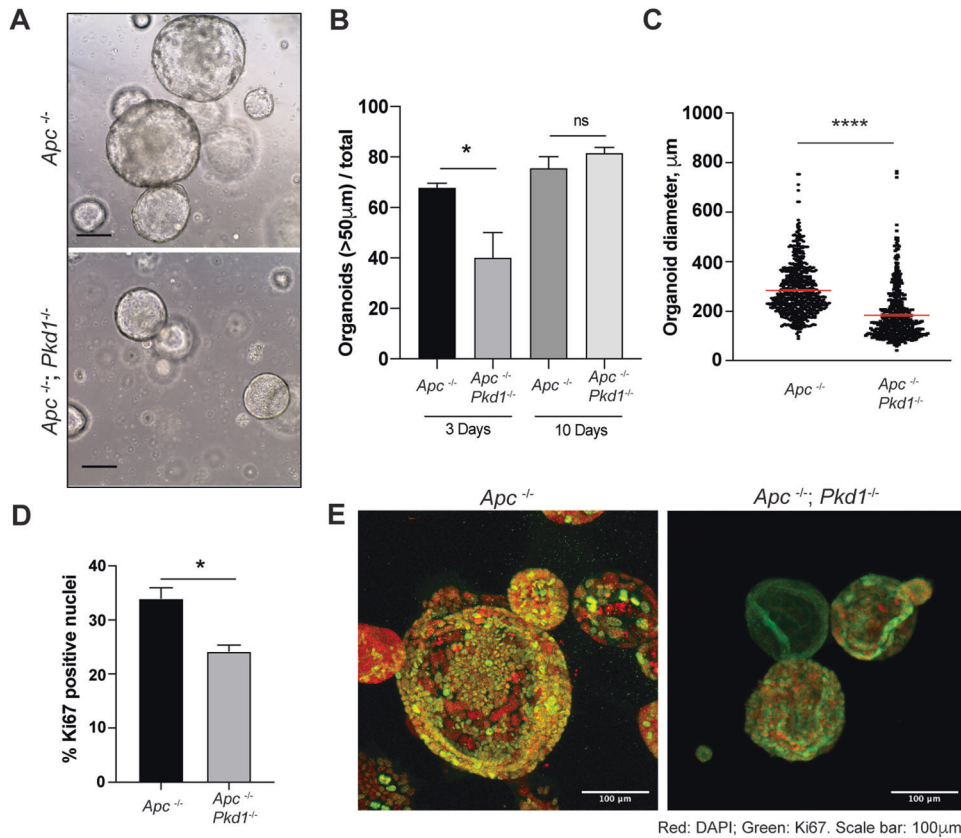 A
Apc -/-
Apc -/-; Pkd1-/-
B
Organoids (>50µm) / total
100
80
60
40
20
0
*
ns
Apc -/-
Apc -/-
Pkd1-/-
Apc -/-
Apc -/-
Pkd1-/-
3 Days
10 Days
C
Organoid diameter, µm
1000
800
600
400
200
0
****
Apc -/-
Apc -/-
Pkd1-/-
D
% Ki67 positive nuclei
40
30
20
10
0
*
Apc -/-
Apc -/-
Pkd1-/-
E
Apc -/-
Apc -/-; Pkd1-/-
100 µm
100 µm
Red: DAPI; Green: Ki67. Scale bar: 100µm